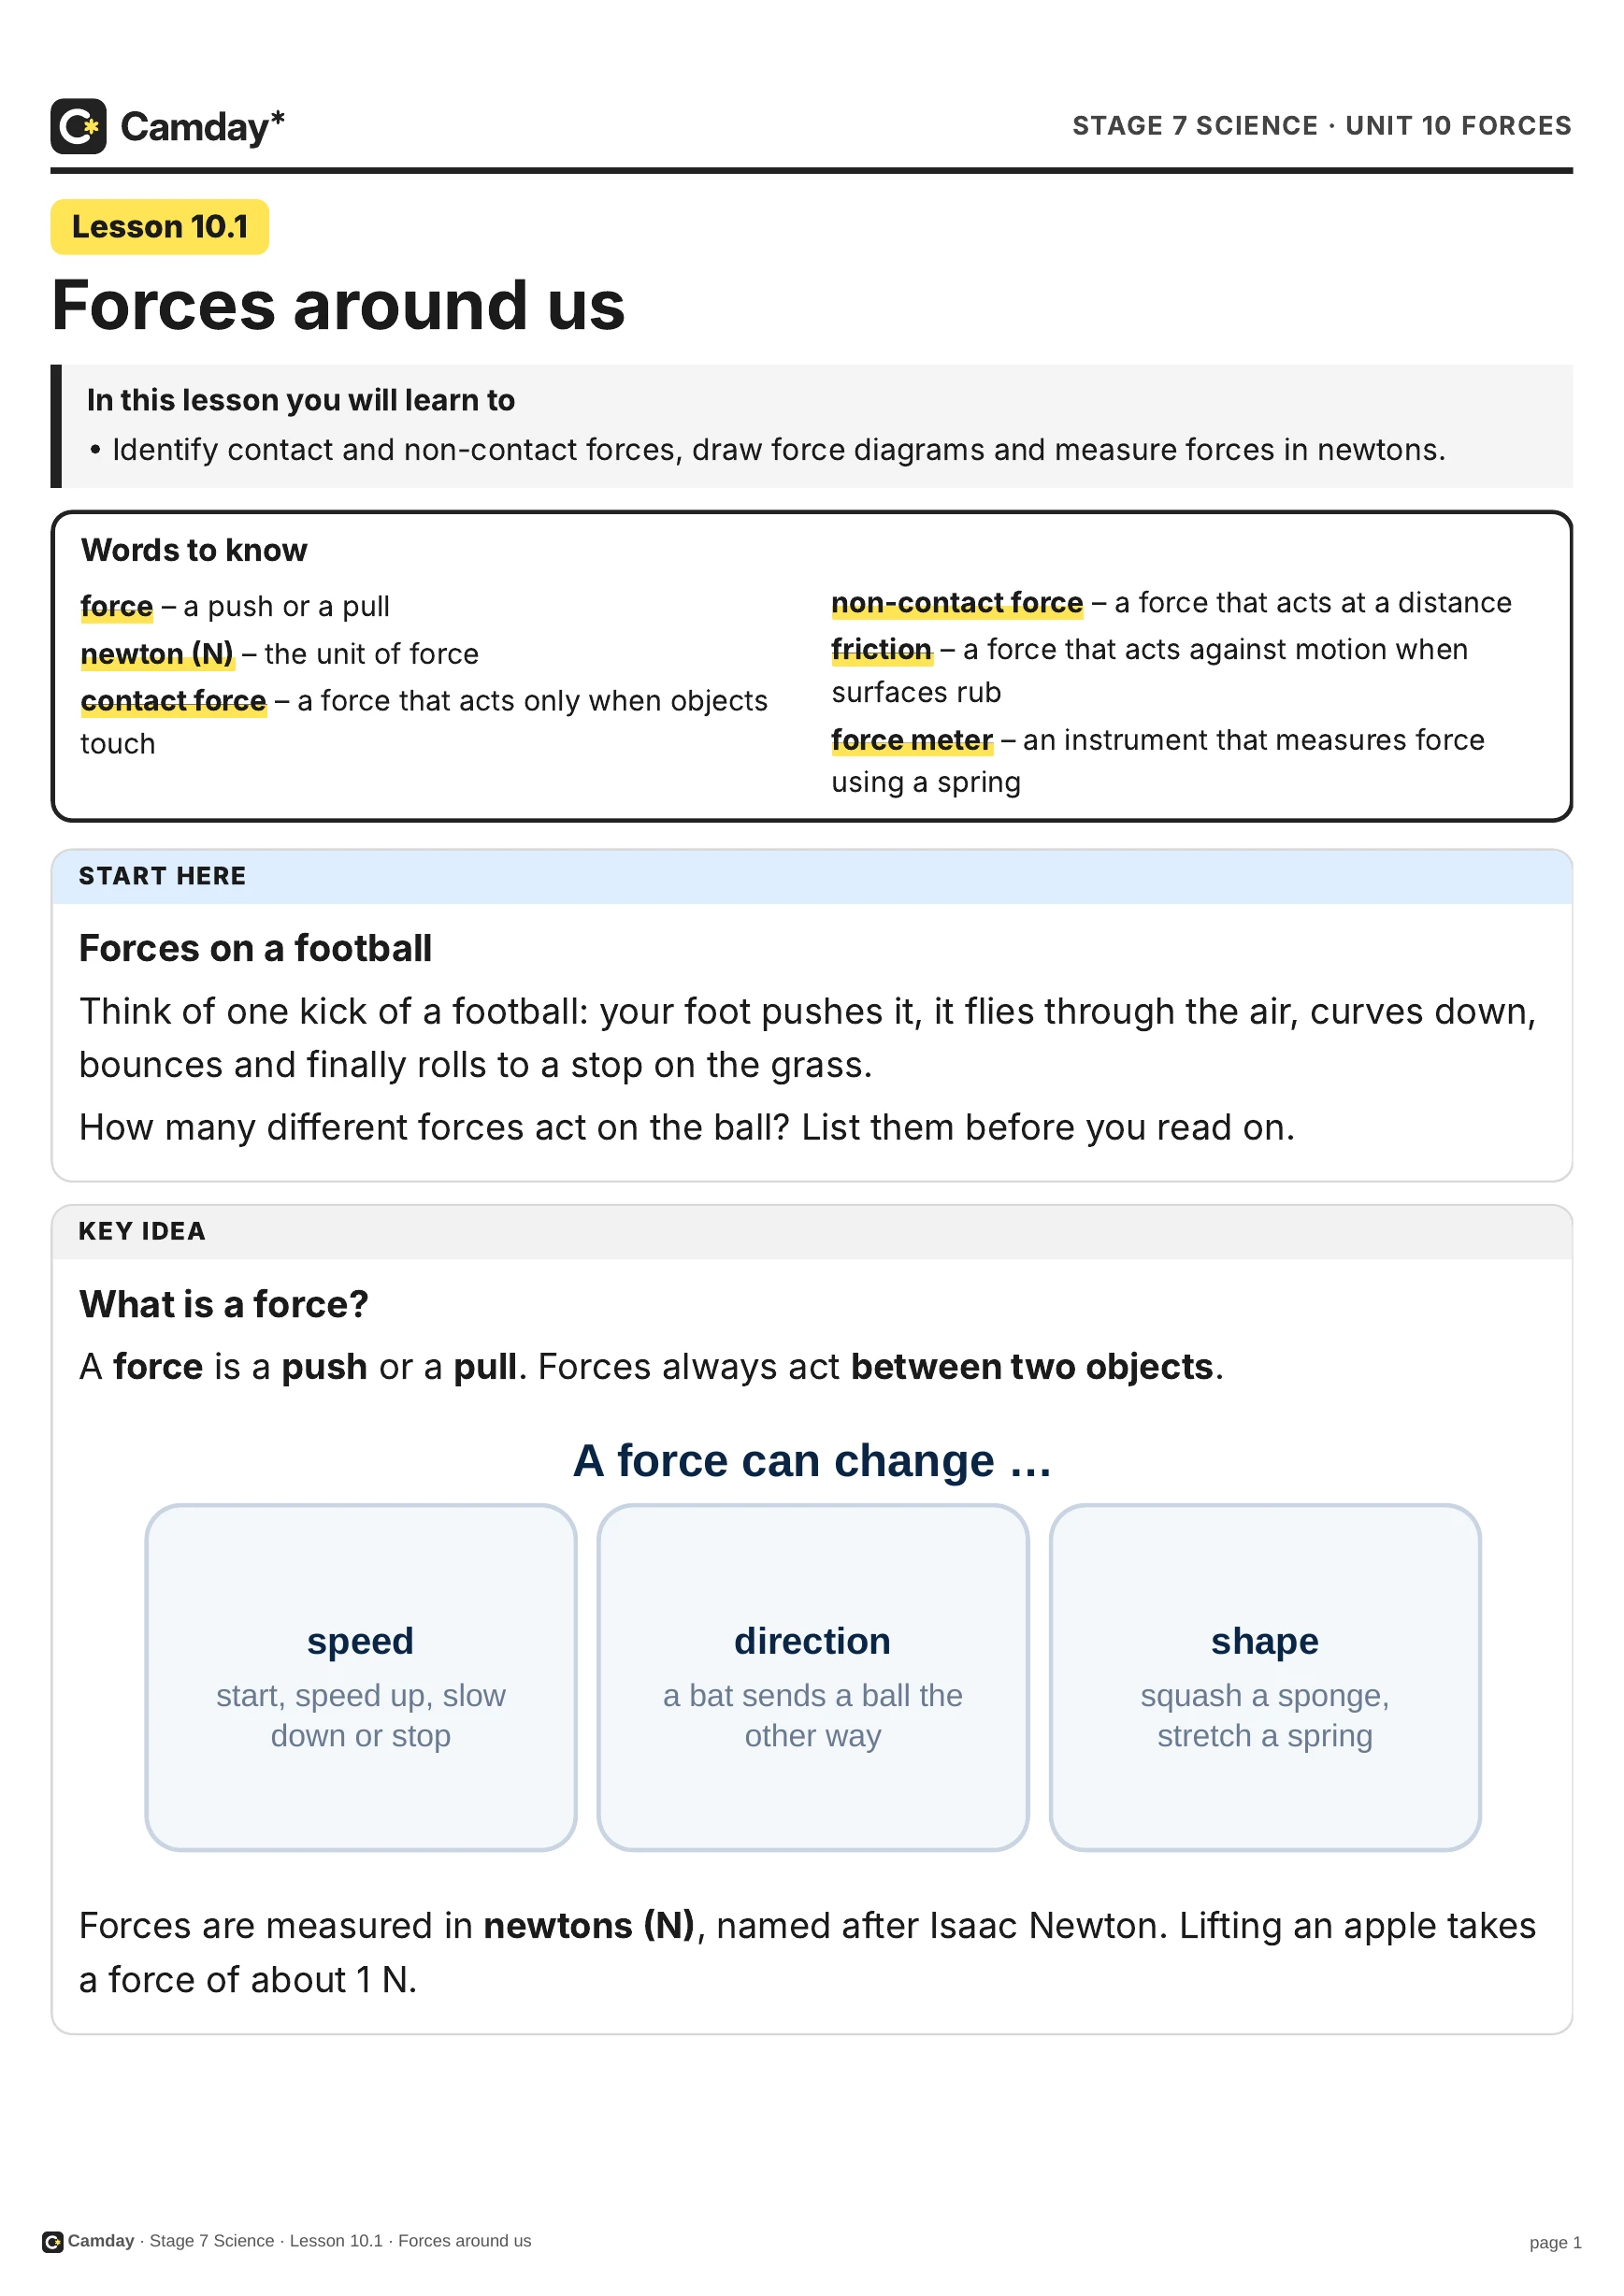 Camday*
STAGE 7 SCIENCE · UNIT 10 FORCES
Lesson 10.1
Forces around us
In this lesson you will learn to
• Identify contact and non-contact forces, draw force diagrams and measure forces in newtons.
Words to know
force – a push or a pull
newton (N) – the unit of force
contact force – a force that acts only when objects
touch
non-contact force – a force that acts at a distance
friction – a force that acts against motion when
surfaces rub
force meter – an instrument that measures force
using a spring
START HERE
Forces on a football
Think of one kick of a football: your foot pushes it, it flies through the air, curves down,
bounces and finally rolls to a stop on the grass.
How many different forces act on the ball? List them before you read on.
KEY IDEA
What is a force?
A force is a push or a pull. Forces always act between two objects.
A force can change ...
speed
start, speed up, slow
down or stop
direction
a bat sends a ball the
other way
shape
squash a sponge,
stretch a spring
Forces are measured in newtons (N), named after Isaac Newton. Lifting an apple takes
a force of about 1 N.
Camday · Stage 7 Science · Lesson 10.1 · Forces around us
page 1